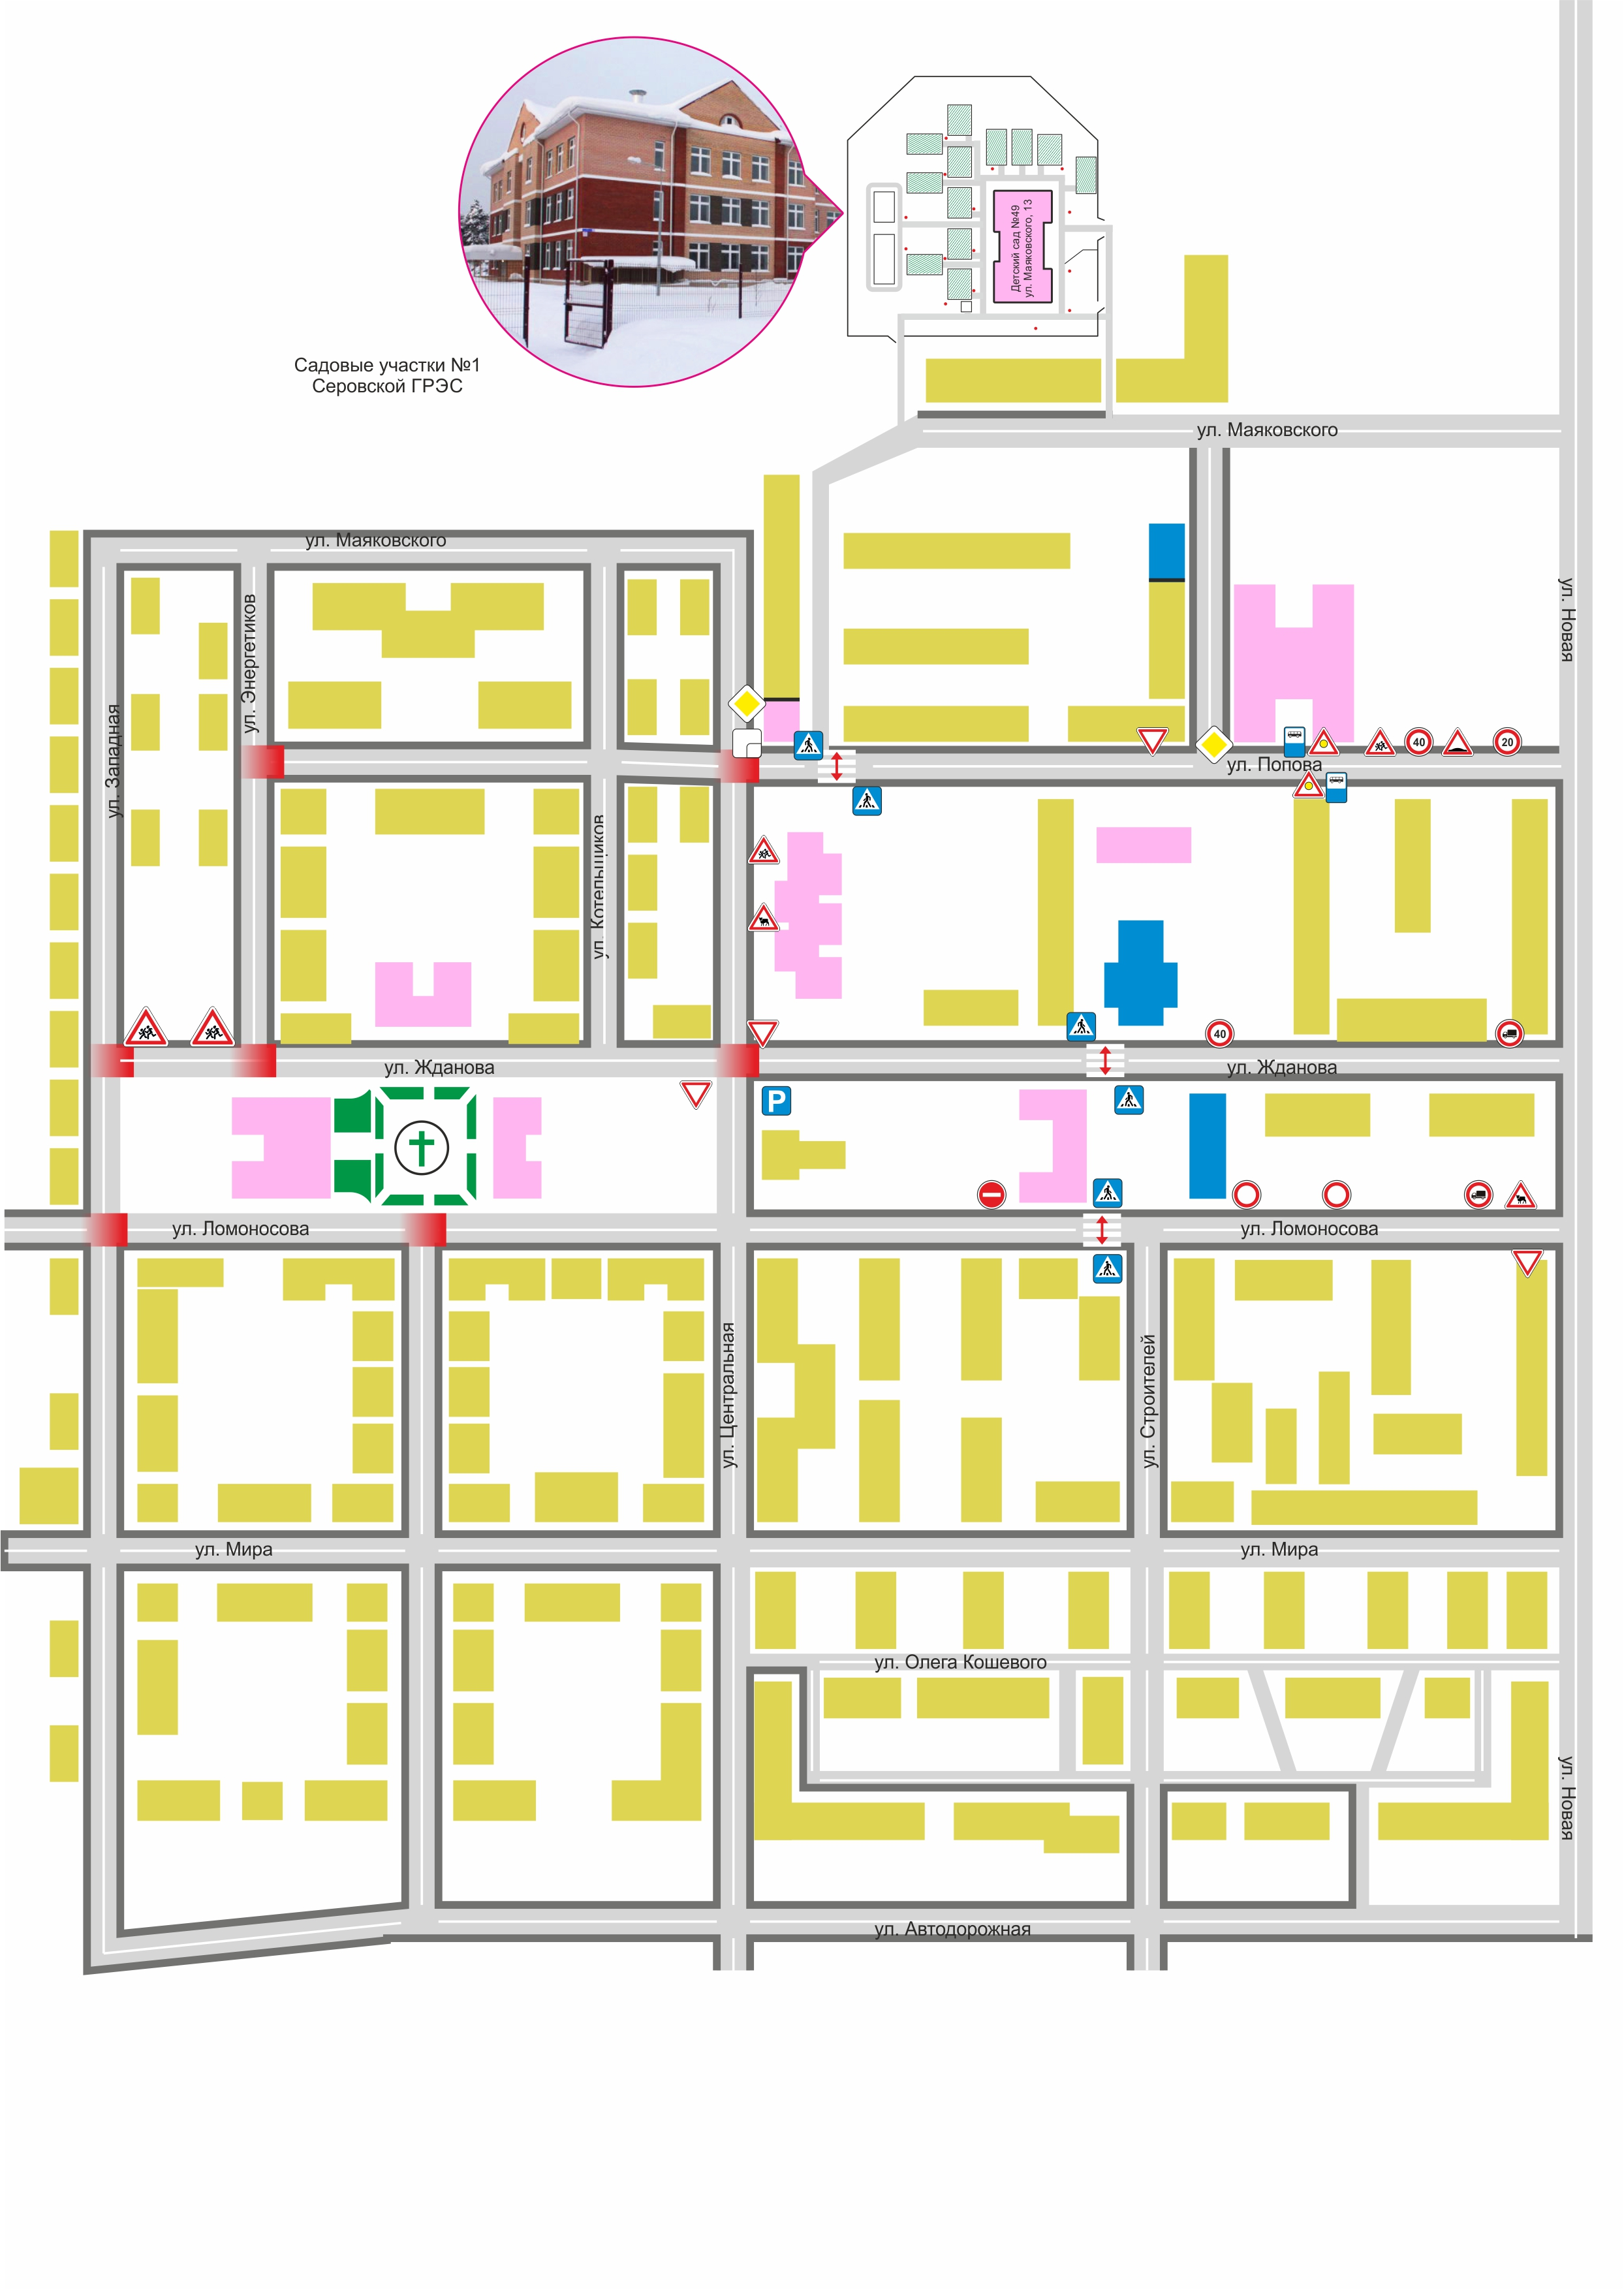 Детский сад №49
ул. Маяковского, 13
Садовые участки №1
Серовской ГРЭС
ул. Маяковского
ул. Маяковского
ул. Новая
ул. Энергетиков
ул. Западная
40
20
ул. Попова
ул. Котельщиков
40
ул. Жданова
ул. Жданова
P
ул. Ломоносова
ул. Ломоносова
ул. Центральная
ул. Строителей
ул. Мира
ул. Мира
ул. Олега Кошевого
ул. Новая
ул. Автодорожная